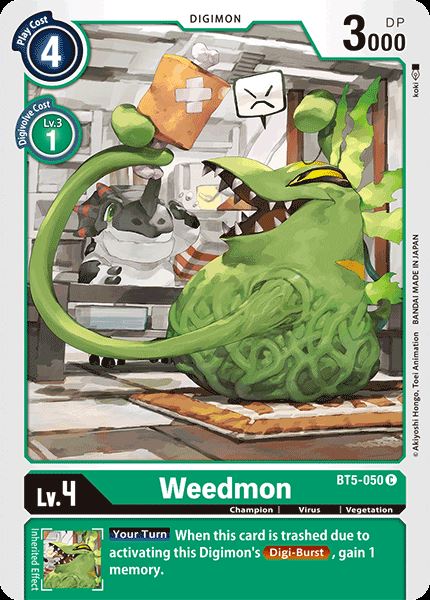 DIGIMON
Play Cost
4
DP
3000
Digivolve Cost
Lv.3
1
koki
© Akiyoshi Hongo, Toei Animation BANDAI MADE IN JAPAN
BT5-050 C
Lv.4
Weedmon
Champion | Virus | Vegetation
Inherited Effect
Your Turn When this card is trashed due to
activating this Digimon's Digi-Burst, gain 1
memory.